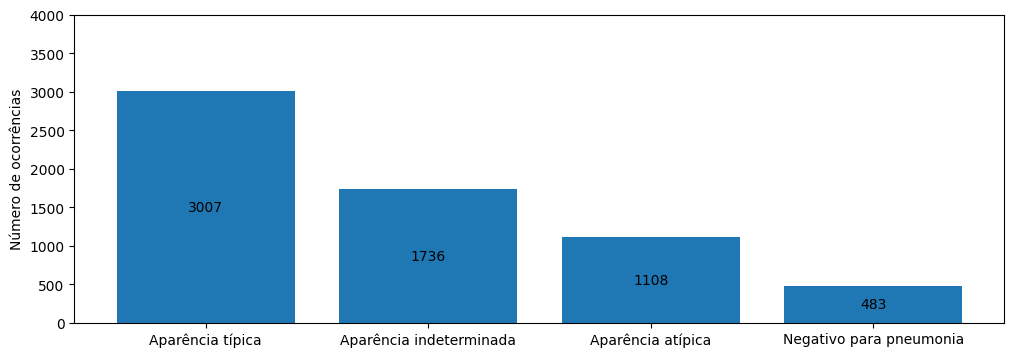 Número de ocorrências
4000
3500
3000
2500
2000
1500
1000
500
0
3007
1736
1108
483
Aparência típica
Aparência indeterminada
Aparência atípica
Negativo para pneumonia